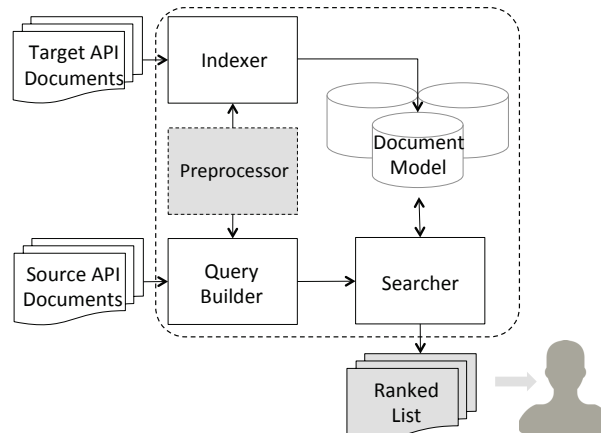 Target API
Documents
Indexer
Document
Model
Preprocessor
Source API
Documents
Query
Builder
Searcher
Ranked
List